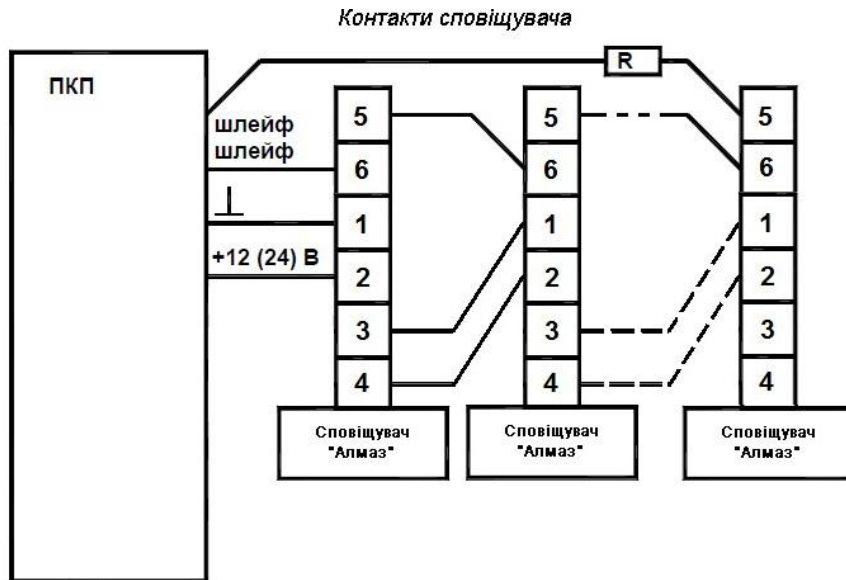 Контакти сповіщувача
ПКП
R
шлейф
шлейф
⊥
+12 (24) В
5
6
1
2
3
4
Сповіщувач
"Алмаз"
5
6
1
2
3
4
Сповіщувач
"Алмаз"
5
6
1
2
3
4
Сповіщувач
"Алмаз"